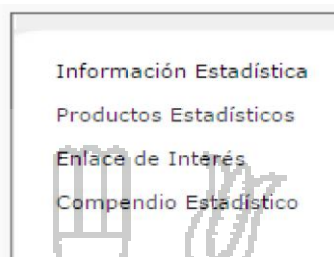 Información Estadística
Productos Estadísticos
Enlace de Interés
Compendio Estadístico